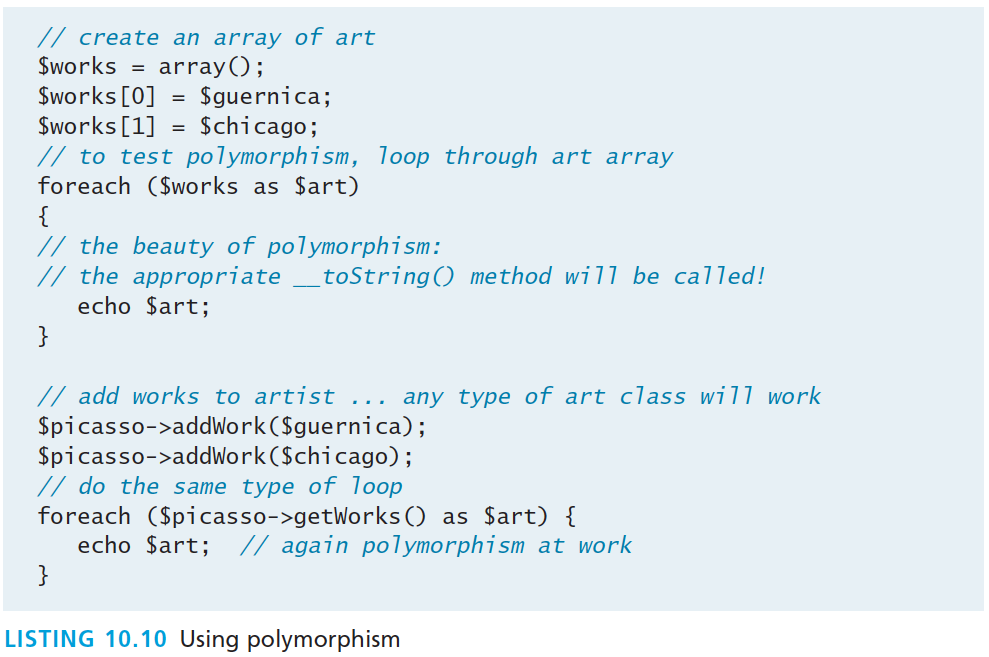 // create an array of art
$works = array();
$works[0] = $guernica;
$works[1] = $chicago;
// to test polymorphism, loop through art array
foreach ($works as $art)
{
// the beauty of polymorphism:
// the appropriate __toString() method will be called!
   echo $art;
}

// add works to artist ... any type of art class will work
$picasso->addWork($guernica);
$picasso->addWork($chicago);
// do the same type of loop
foreach ($picasso->getWorks() as $art) {
   echo $art;  // again polymorphism at work
}
LISTING 10.10 Using polymorphism